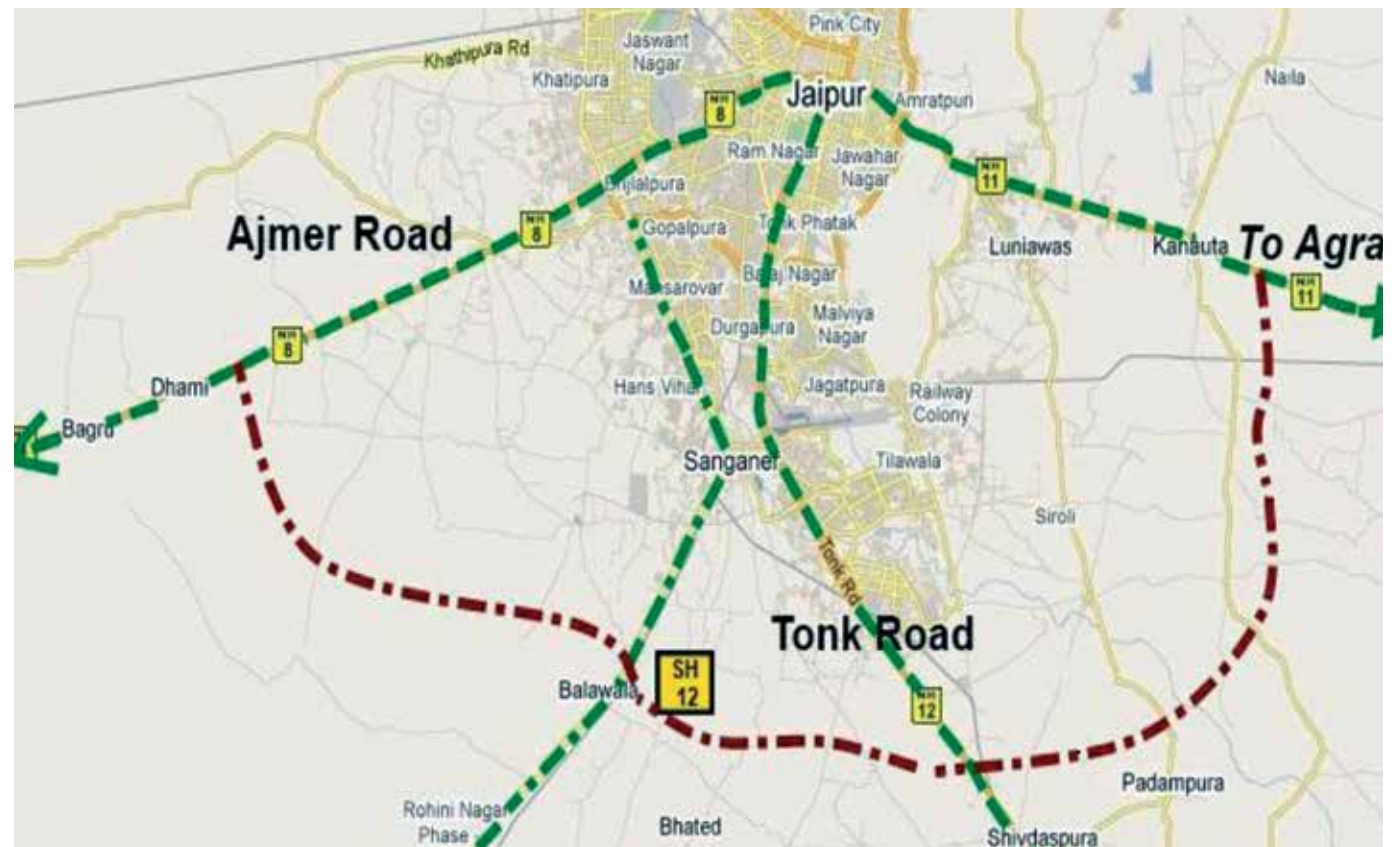 Pink City
Jaswant
Nagar
Khathipura Rd
Khatipura
Naila
NH
8
Jaipur
Amratpuri
Ram Nagar
Jawahar
Nagar
NH
11
Brijlalpura
Ajmer Road
NH
8
Gopalpura
Tonk Phatak
Luniawas
Kanauta
To Agra
Mansarovar
Bajaj Nagar
NH
11
Durgapura
Malviya
Nagar
NH
8
Dhami
Hans Vihar
Jagatpura
Railway
Colony
Bagru
Sanganer
Tilawala
Siroli
Tonk Rd
Tonk Road
SH
12
Balawala
NH
12
Padampura
Rohini Nagar
Phase
Bhated
Shivdaspura